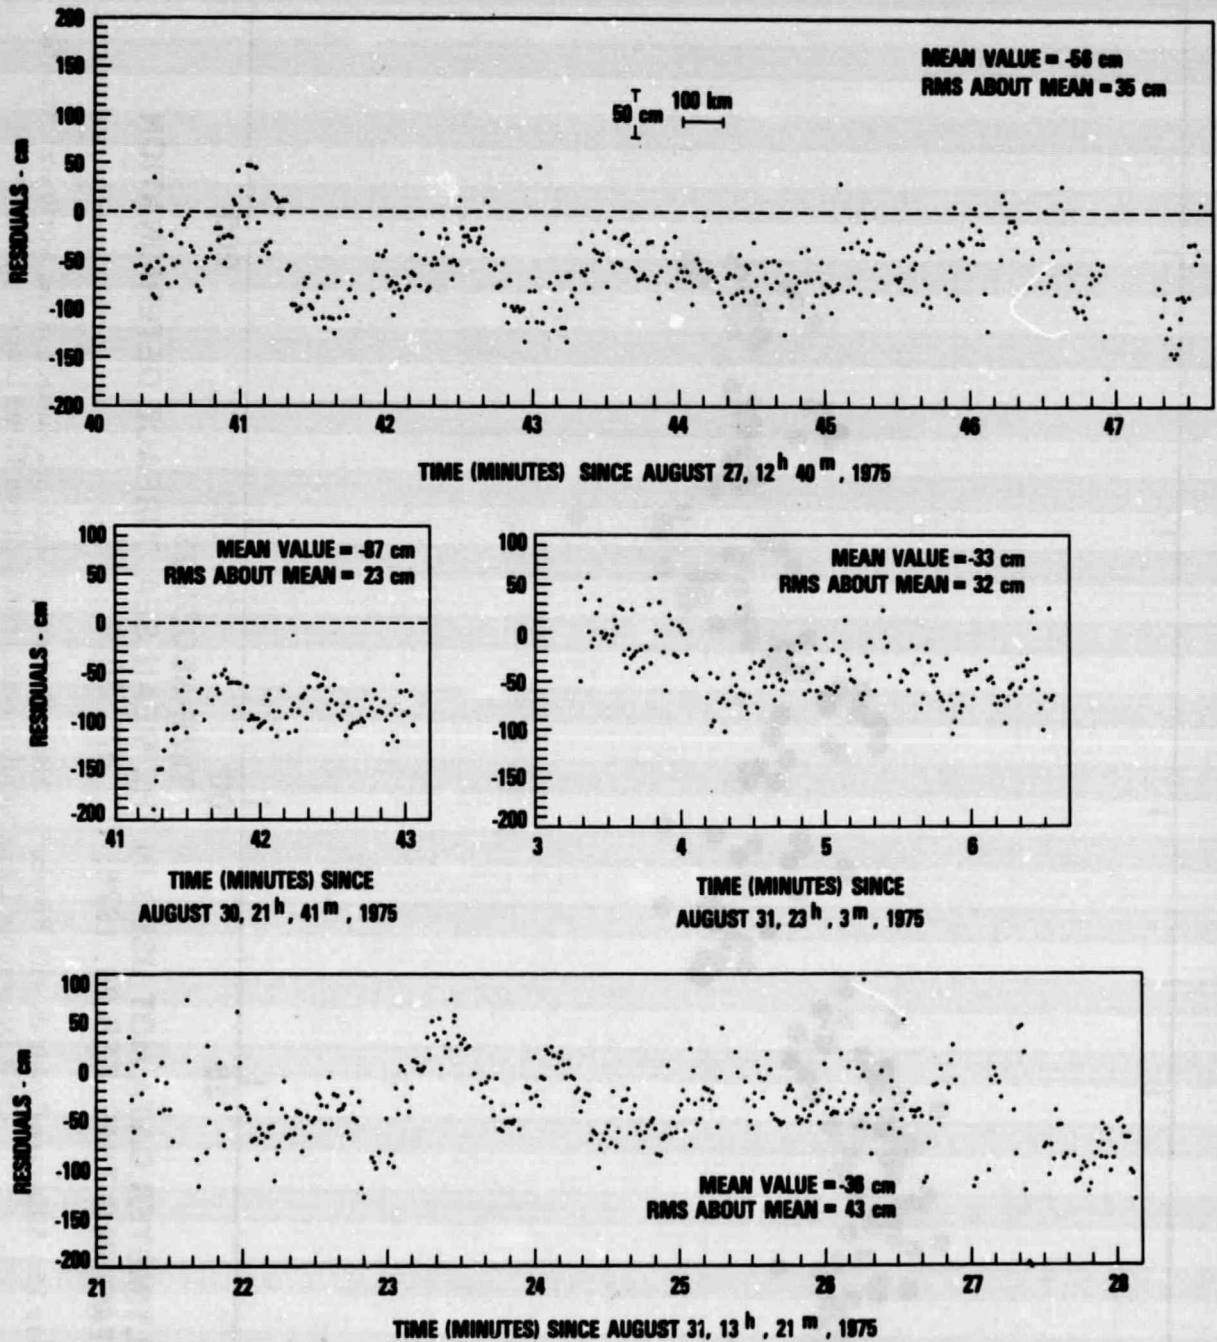 200
150
100
50
0
-50
-100
-150
-200
RESIDUALS - cm
MEAN VALUE = -56 cm
RMS ABOUT MEAN = 35 cm
50 cm
100 km
40 41 42 43 44 45 46 47
TIME (MINUTES) SINCE AUGUST 27, 12 h 40 m, 1975
100
50
0
-50
-100
-150
-200
RESIDUALS - cm
MEAN VALUE = -87 cm
RMS ABOUT MEAN = 23 cm
41 42 43
TIME (MINUTES) SINCE
AUGUST 30, 21 h, 41 m, 1975
100
50
0
-50
-100
-150
-200
MEAN VALUE = -33 cm
RMS ABOUT MEAN = 32 cm
3 4 5 6
TIME (MINUTES) SINCE
AUGUST 31, 23 h, 3 m, 1975
100
50
0
-50
-100
-150
-200
RESIDUALS - cm
MEAN VALUE = -36 cm
RMS ABOUT MEAN = 43 cm
21 22 23 24 25 26 27 28
TIME (MINUTES) SINCE AUGUST 31, 13 h, 21 m, 1975